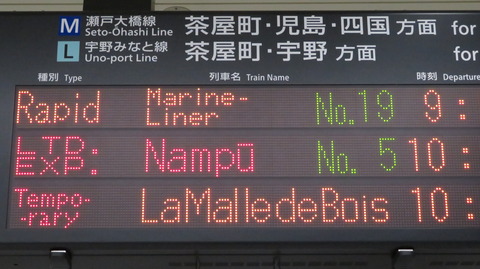 M 瀬戸大橋線 茶屋町・児島・四国 方面 for
Seto-Ohashi Line
L 宇野みなと線 茶屋町・宇野 方面 for
Uno-port Line
種別 Type 列車名 Train Name 時刻 Departure
Rapid Marine-Liner No.19 9:
LTD EXP: Nampū No. 5 10:
Tempo-rary LaMalledeBois 10: